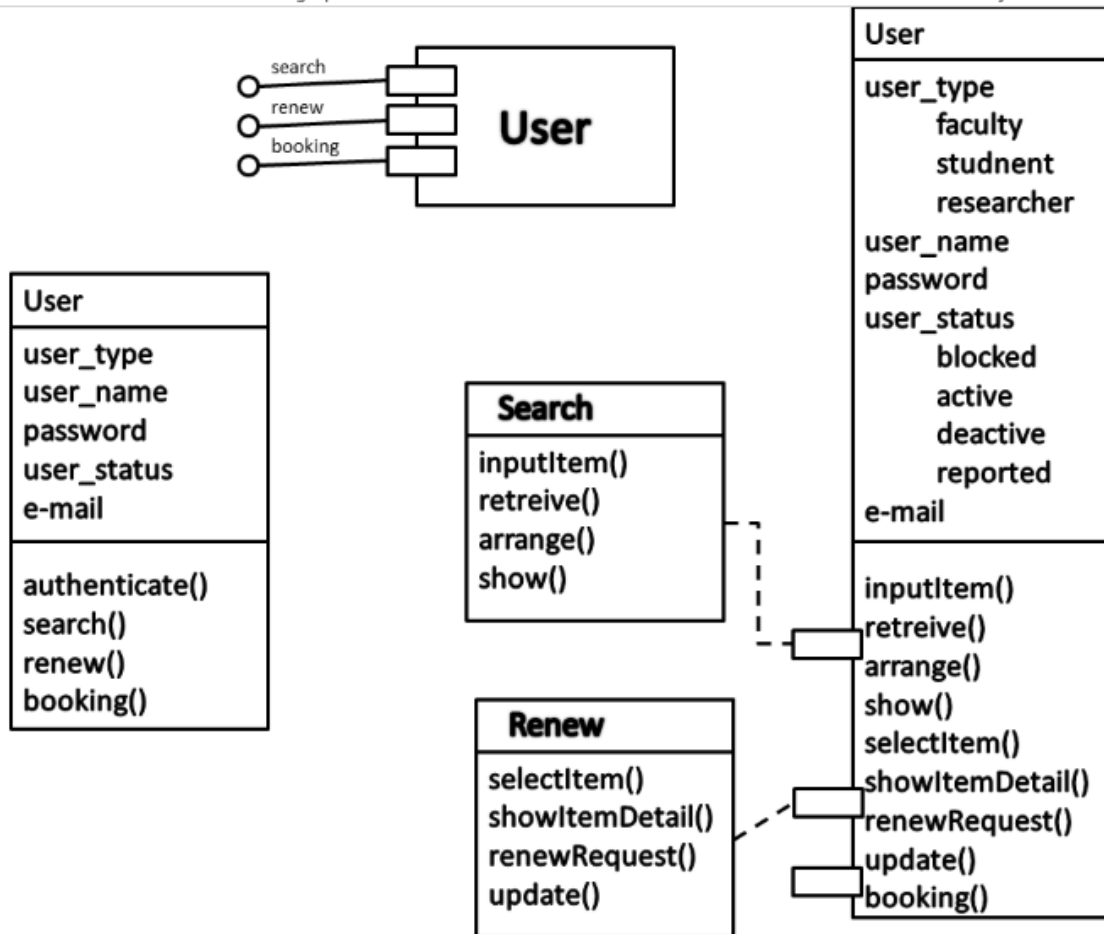 search
renew
booking
User
User
user_type
user_name
password
user_status
e-mail
authenticate()
search()
renew()
booking()
Search
inputItem()
retreive()
arrange()
show()
Renew
selectItem()
showItemDetail()
renewRequest()
update()
User
user_type
faculty
studnent
researcher
user_name
password
user_status
blocked
active
deactive
reported
e-mail
inputItem()
retreive()
arrange()
show()
selectItem()
showItemDetail()
renewRequest()
update()
booking()